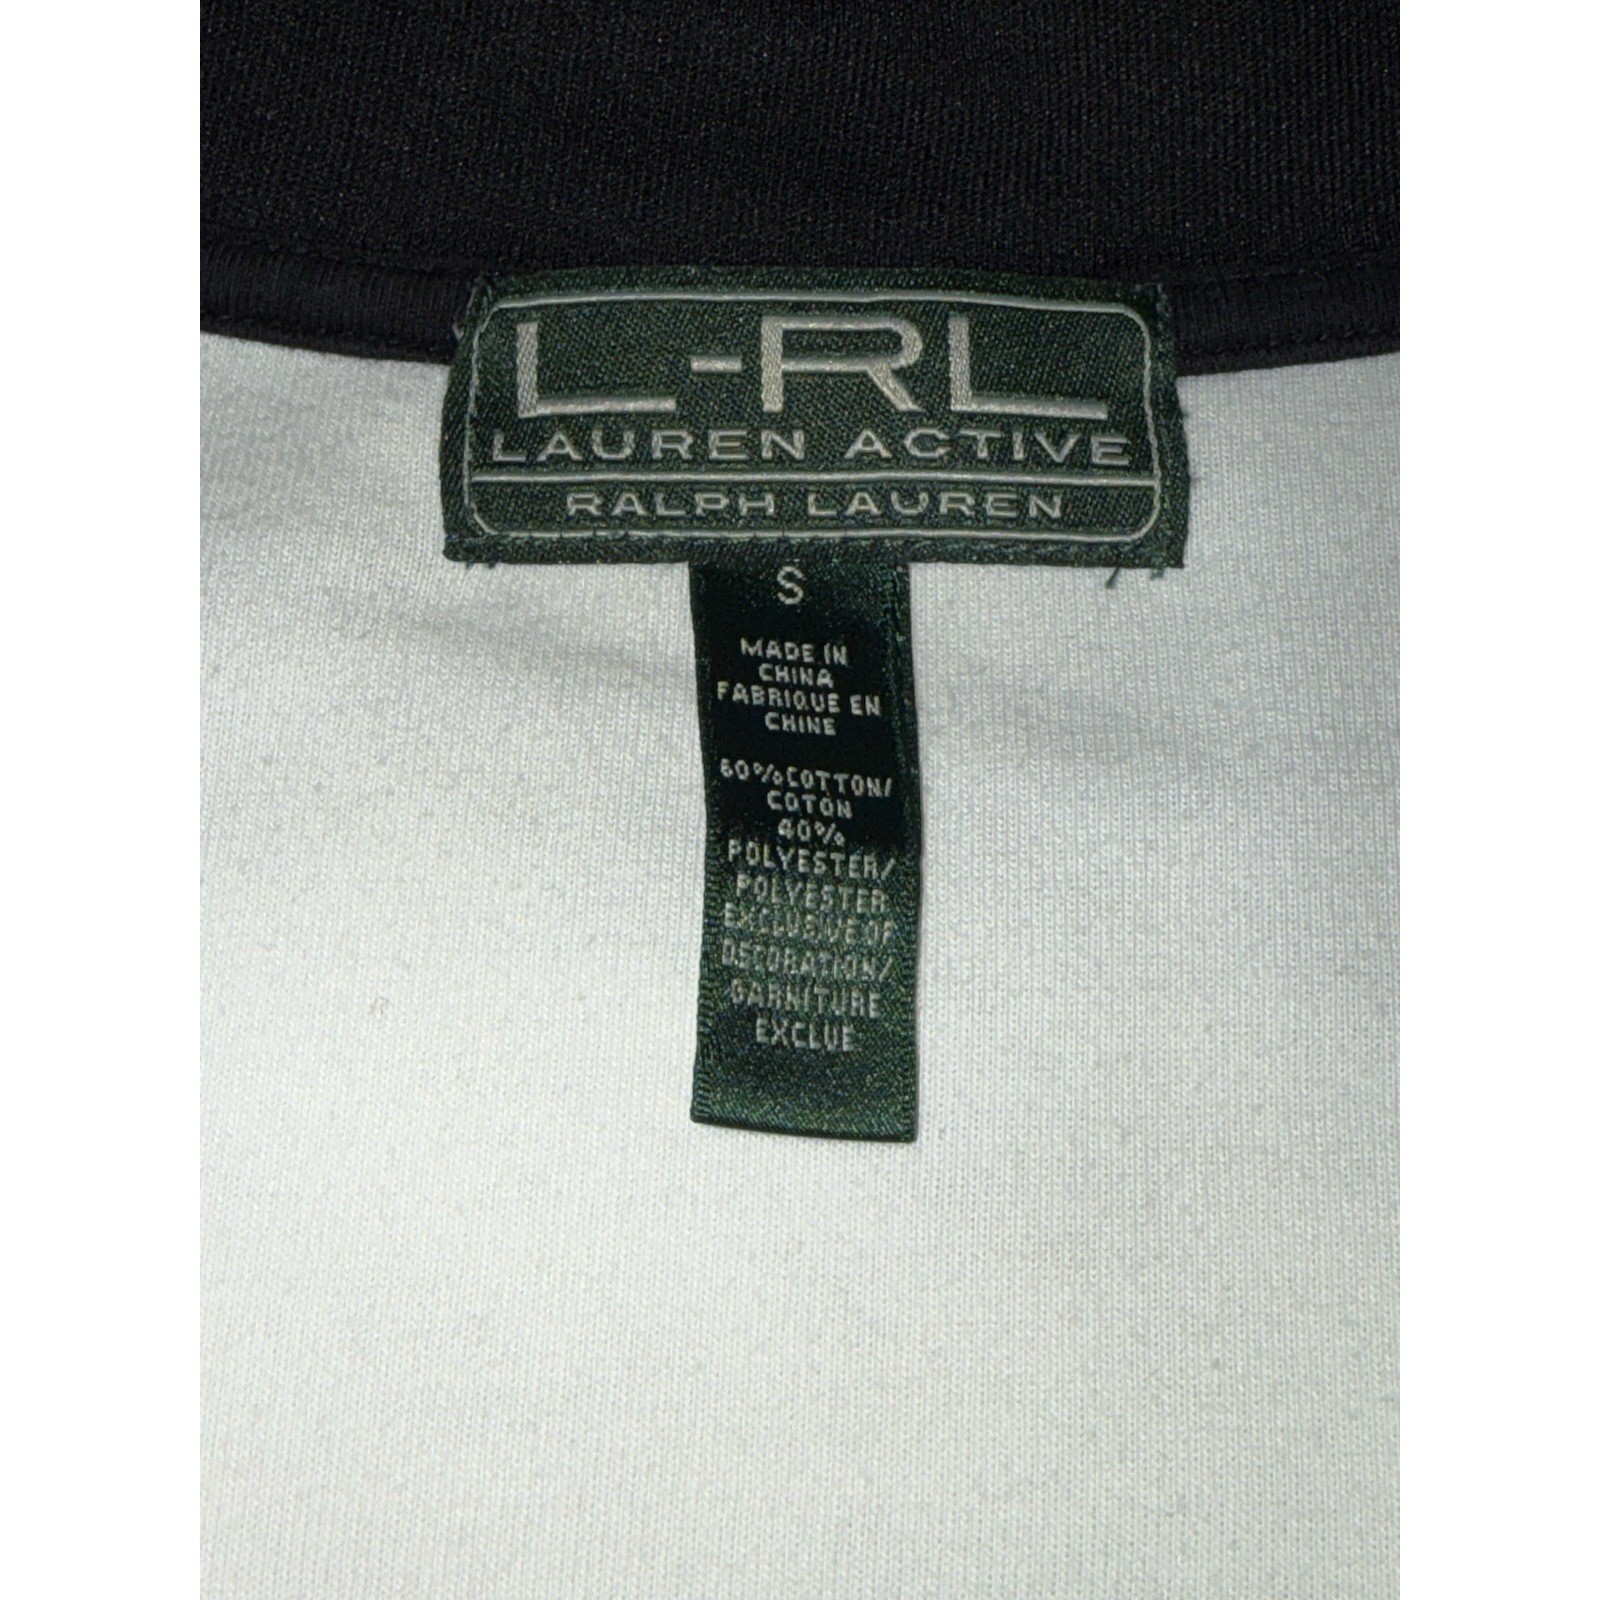 L-RL
LAUREN ACTIVE
RALPH LAUREN
S
MADE IN
CHINA
FABRIQUE EN
CHINE
60%COTTON/
COTON
40%
POLYESTER/
POLYESTER
EXCLUSIVE OF
DECORATION/
GARNITURE
EXCLUE